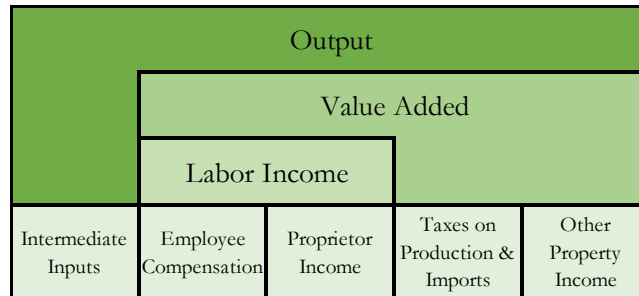 Output
Value Added
Labor Income
Intermediate
Inputs
Employee
Compensation
Proprietor
Income
Taxes on
Production &
Imports
Other
Property
Income